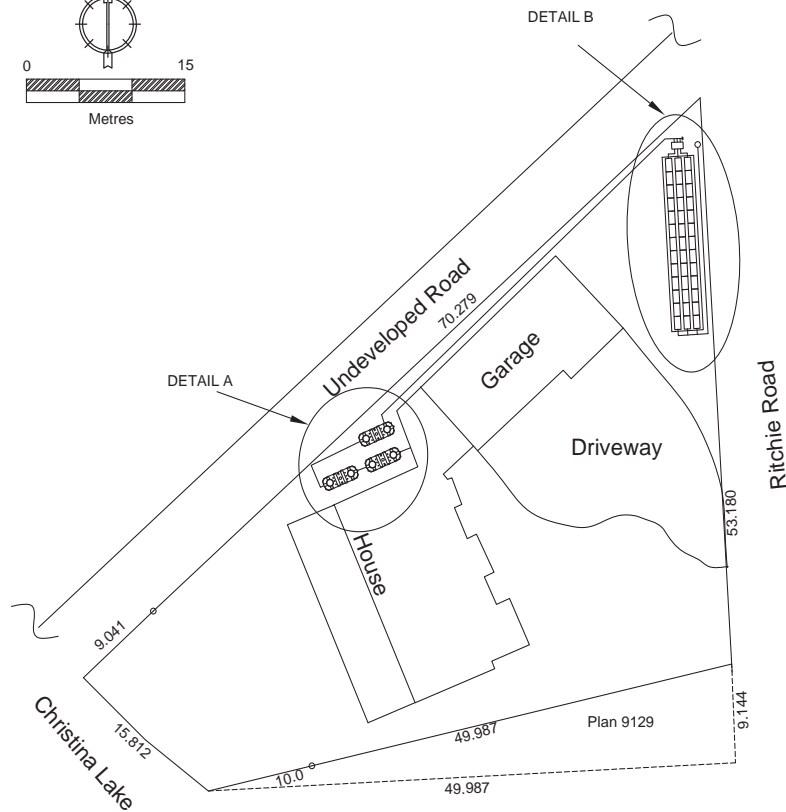 DETAIL B
0 15
Metres
Undeveloped Road
70.279
DETAIL A
Garage
Driveway
Ritchie Road
53.180
House
9.041
Christina Lake
15.812
10.0
49.987
Plan 9129
9.144
49.987